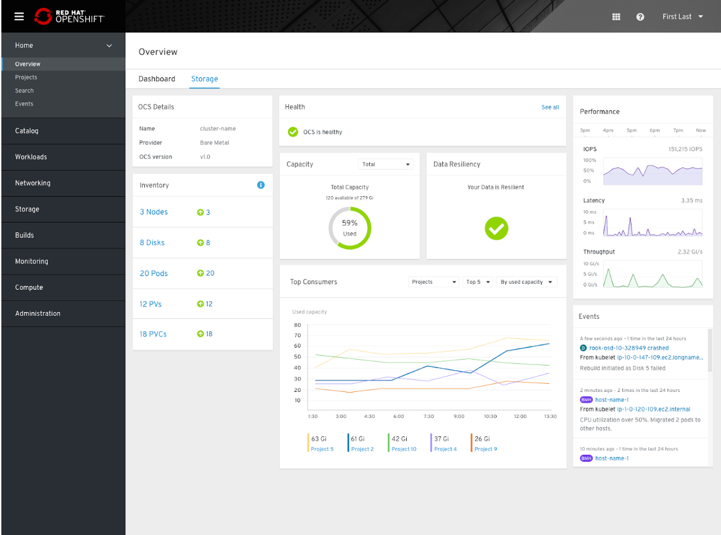 RED HAT
OPENSHIFT
First Last
Home
Overview
Projects
Search
Events
Catalog
Workloads
Networking
Storage
Builds
Monitoring
Compute
Administration
Overview
Dashboard Storage
OCS Details
Name cluster-name
Provider Bare Metal
OCS version v1.0
Inventory
3 Nodes 3
8 Disks 8
20 Pods 20
12 PVs 12
18 PVCs 18
Health See all
OCS is healthy
Capacity Total
Total Capacity
120 available of 279 Gi
59%
Used
Data Resiliency
Your Data is Resilient
Top Consumers Projects Top 5 By used capacity
Used capacity
80
70
60
50
40
30
20
10
1:30 3:00 4:30 6:00 7:30 9:00 10:30 12:00 13:30
63 Gi 61 Gi 42 Gi 37 Gi 26 Gi
Project 5 Project 2 Project 10 Project 4 Project 9
Performance
3pm 4pm 5pm 6pm 7pm Now
IOPS 151,215 IOPS
100%
50%
0%
Latency 3.35 ms
10 ms
5 ms
0 ms
Throughput 2.32 Gi/s
10 Gi/s
5 Gi/s
0 Gi/s
Events
A few seconds ago - 1 time in the last 24 hours
rook-osd-10-328949 crashed
From kubelet ip-10-0-147-109.ec2.longname...
Rebuild initiated as Disk 5 failed
2 minutes ago - 2 times in the last 24 hours
host-name-1
From kubelet ip-1-0-120-109.ec2.internal
CPU utilization over 50%. Migrated 2 pods to
other hosts.
10 minutes ago - 1 time in the last 24 hours
host-name-1